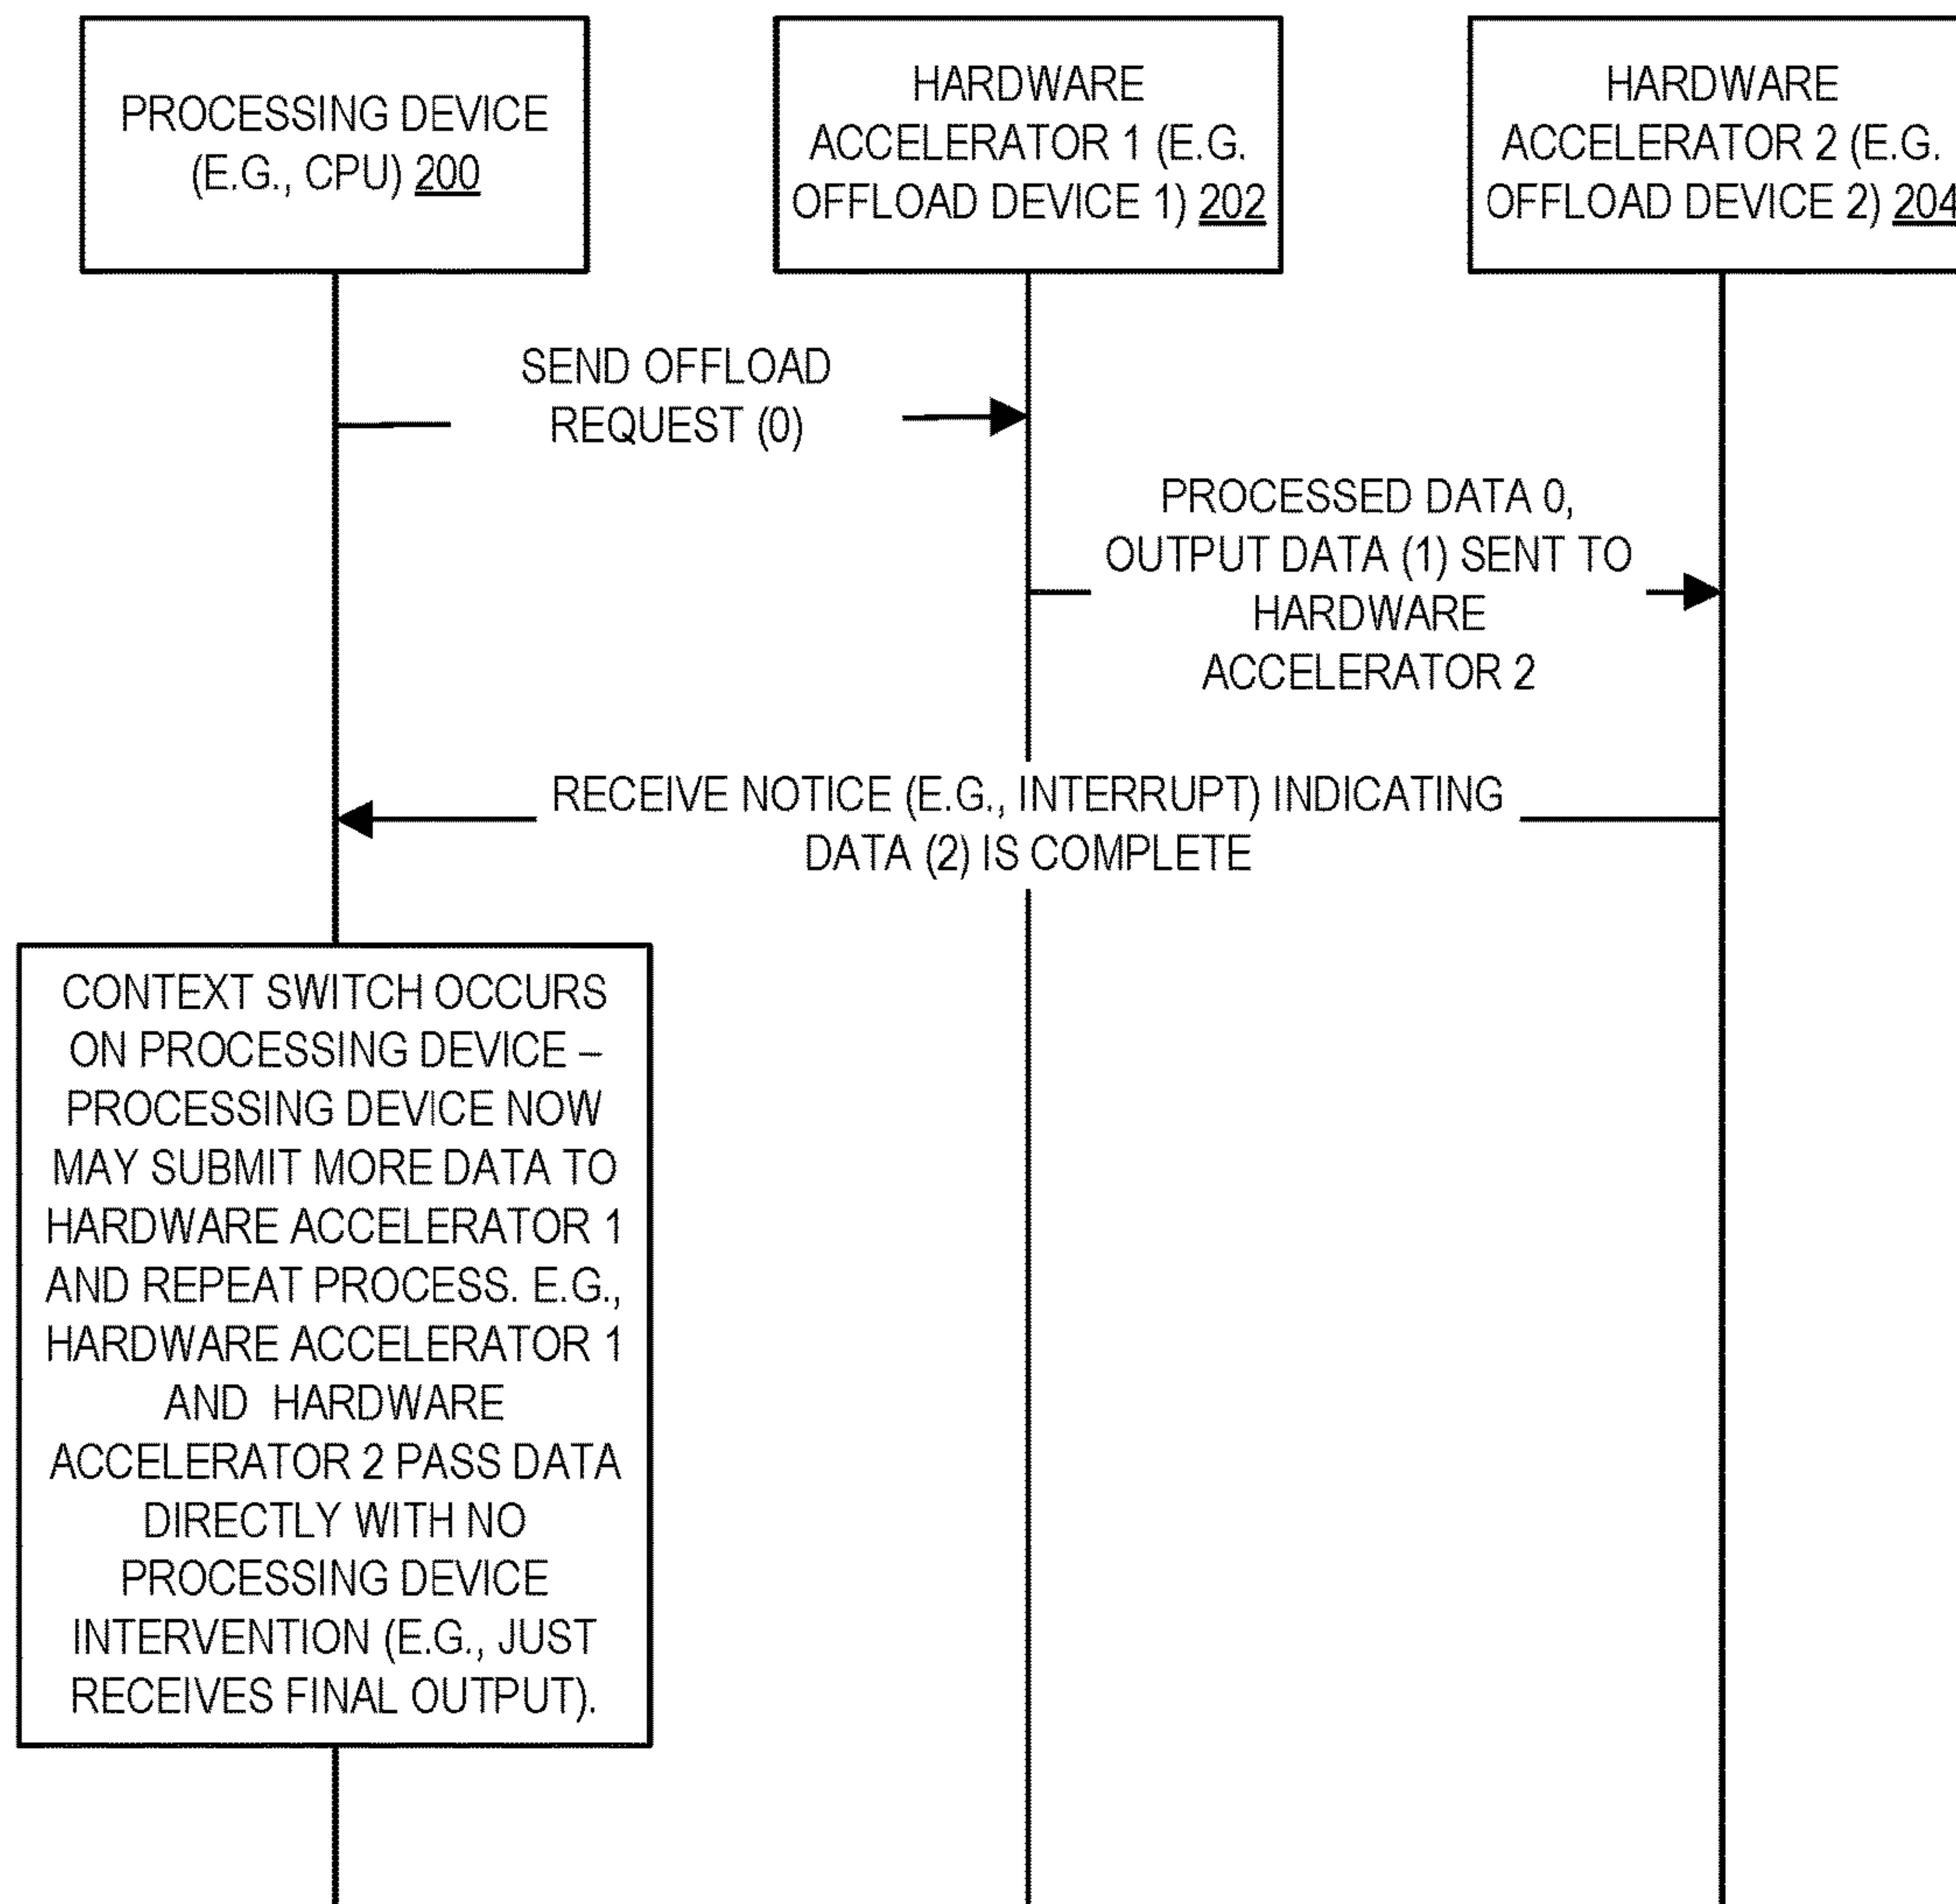 PROCESSING DEVICE
(E.G., CPU) 200
HARDWARE
ACCELERATOR 1 (E.G.
OFFLOAD DEVICE 1) 202
HARDWARE
ACCELERATOR 2 (E.G.
OFFLOAD DEVICE 2) 204
SEND OFFLOAD
REQUEST (0)
PROCESSED DATA 0,
OUTPUT DATA (1) SENT TO
HARDWARE
ACCELERATOR 2
RECEIVE NOTICE (E.G., INTERRUPT) INDICATING
DATA (2) IS COMPLETE
CONTEXT SWITCH OCCURS
ON PROCESSING DEVICE –
PROCESSING DEVICE NOW
MAY SUBMIT MORE DATA TO
HARDWARE ACCELERATOR 1
AND REPEAT PROCESS. E.G.,
HARDWARE ACCELERATOR 1
AND HARDWARE
ACCELERATOR 2 PASS DATA
DIRECTLY WITH NO
PROCESSING DEVICE
INTERVENTION (E.G., JUST
RECEIVES FINAL OUTPUT).